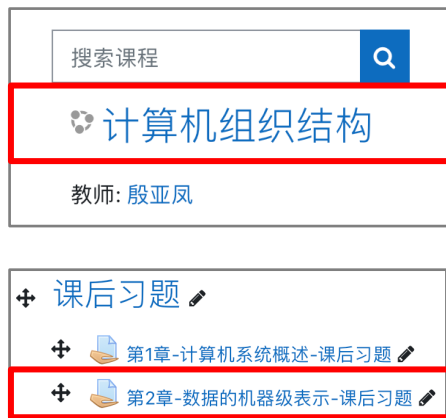 搜索课程
计算机组织结构
教师: 殷亚凤
课后习题
第1章-计算机系统概述-课后习题
第2章-数据的机器级表示-课后习题